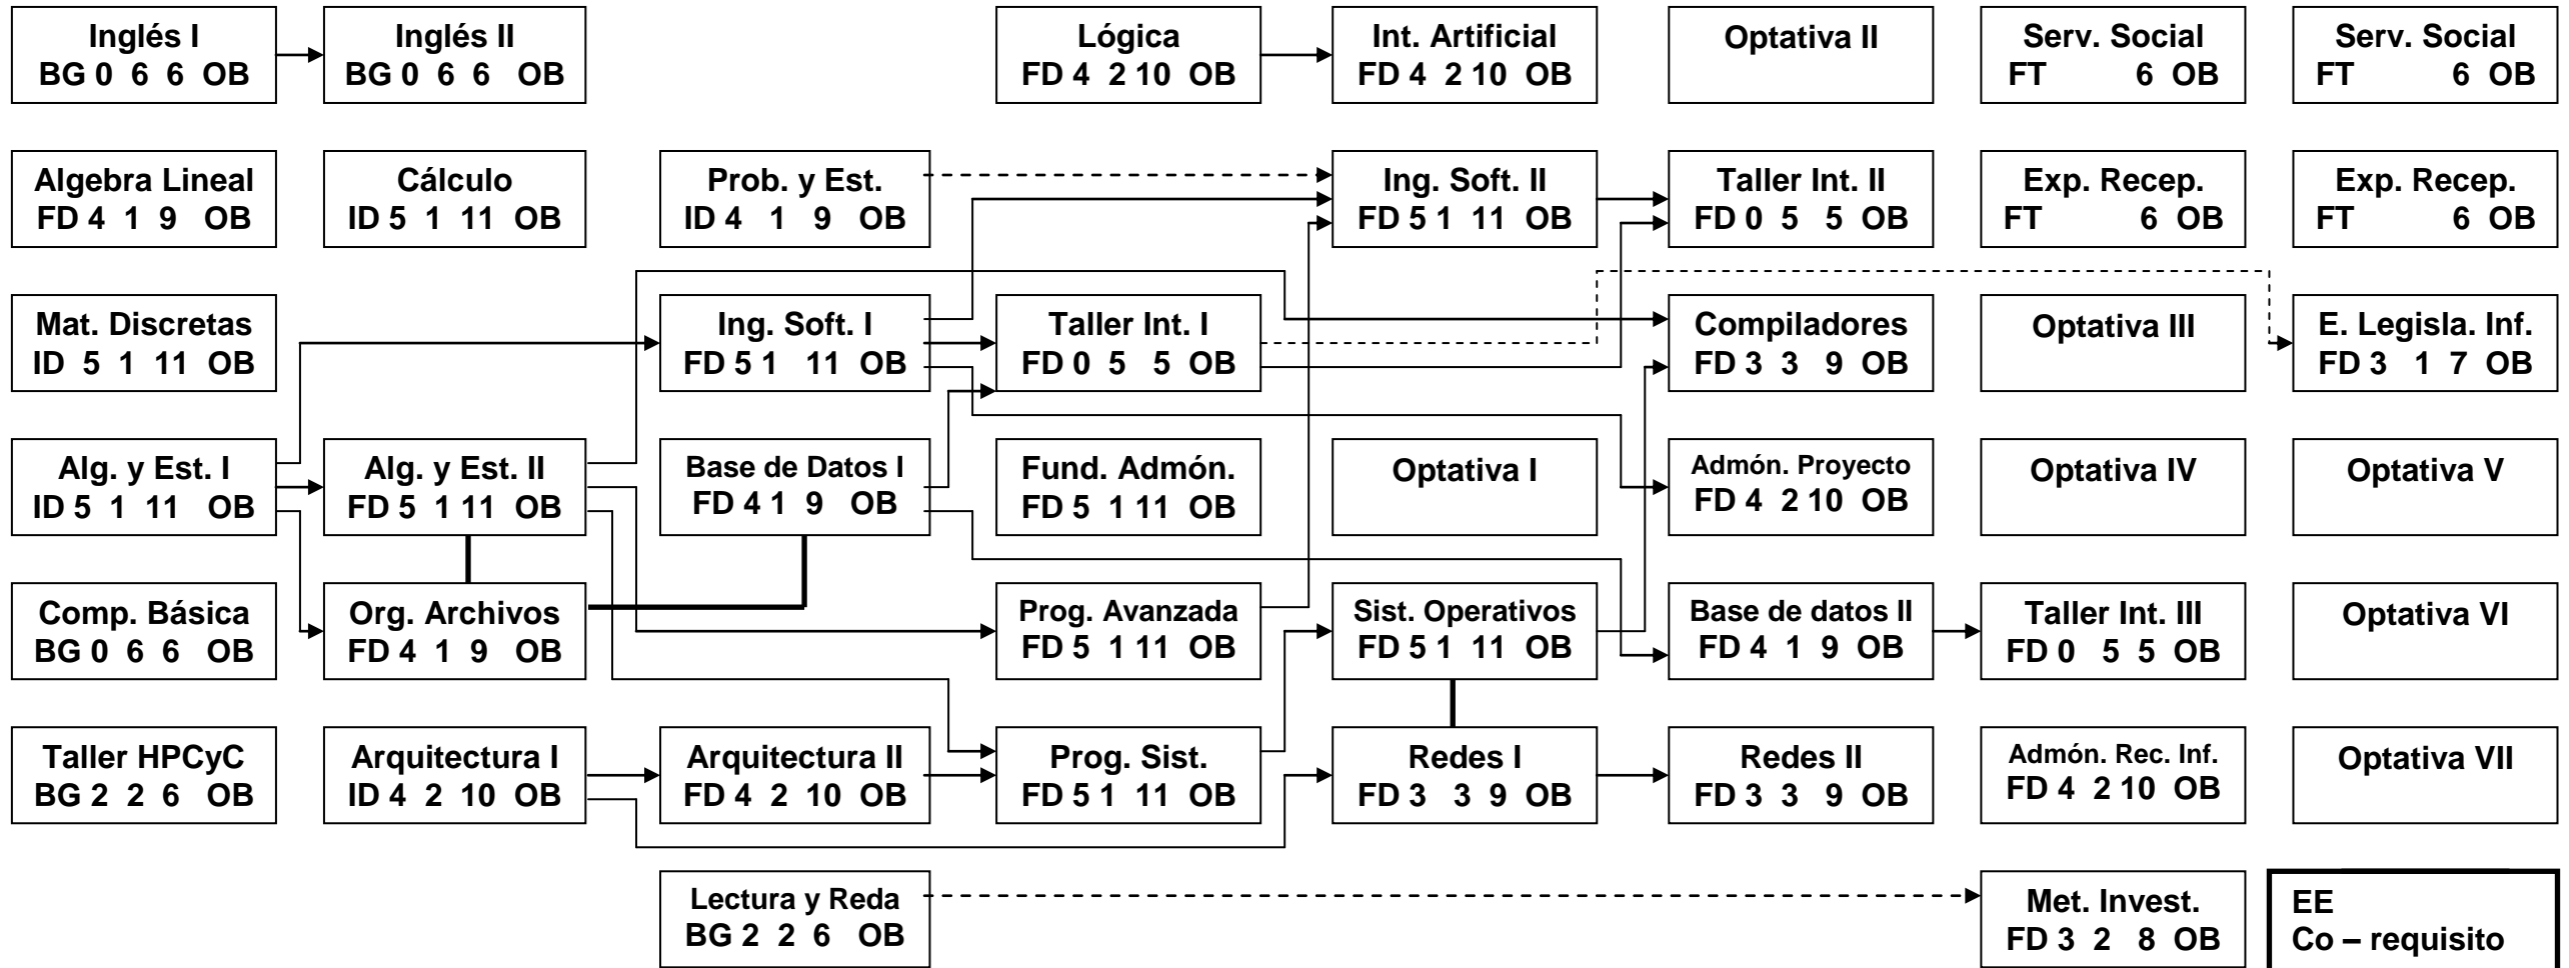 Inglés I
BG 0 6 6 OB
Inglés II
BG 0 6 6 OB
Lógica
FD 4 2 10 OB
Int. Artificial
FD 4 2 10 OB
Optativa II
Serv. Social
FT 6 OB
Serv. Social
FT 6 OB
Algebra Lineal
FD 4 1 9 OB
Cálculo
ID 5 1 11 OB
Prob. y Est.
ID 4 1 9 OB
Ing. Soft. II
FD 5 1 11 OB
Taller Int. II
FD 0 5 5 OB
Exp. Recep.
FT 6 OB
Exp. Recep.
FT 6 OB
Mat. Discretas
ID 5 1 11 OB
Ing. Soft. I
FD 5 1 11 OB
Taller Int. I
FD 0 5 5 OB
Compiladores
FD 3 3 9 OB
Optativa III
E. Legisla. Inf.
FD 3 1 7 OB
Alg. y Est. I
ID 5 1 11 OB
Alg. y Est. II
FD 5 1 11 OB
Base de Datos I
FD 4 1 9 OB
Fund. Admón.
FD 5 1 11 OB
Optativa I
Admón. Proyecto
FD 4 2 10 OB
Optativa IV
Optativa V
Comp. Básica
BG 0 6 6 OB
Org. Archivos
FD 4 1 9 OB
Prog. Avanzada
FD 5 1 11 OB
Sist. Operativos
FD 5 1 11 OB
Base de datos II
FD 4 1 9 OB
Taller Int. III
FD 0 5 5 OB
Optativa VI
Taller HPCyC
BG 2 2 6 OB
Arquitectura I
ID 4 2 10 OB
Arquitectura II
FD 4 2 10 OB
Prog. Sist.
FD 5 1 11 OB
Redes I
FD 3 3 9 OB
Redes II
FD 3 3 9 OB
Admón. Rec. Inf.
FD 4 2 10 OB
Optativa VII
Lectura y Reda
BG 2 2 6 OB
Met. Invest.
FD 3 2 8 OB
EE
Co – requisito